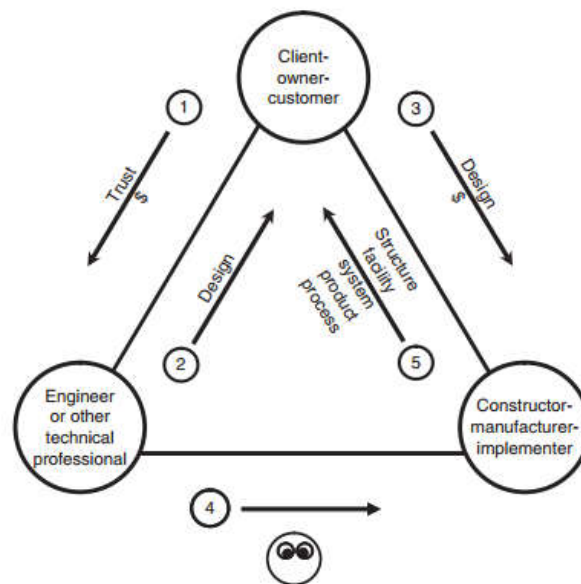 Client-
owner-
customer
1
3
Trust
$
Design
$
Design
Structure
facility
system
product
process
2
5
Engineer
or other
technical
professional
Constructor-
manufacturer-
implementer
4